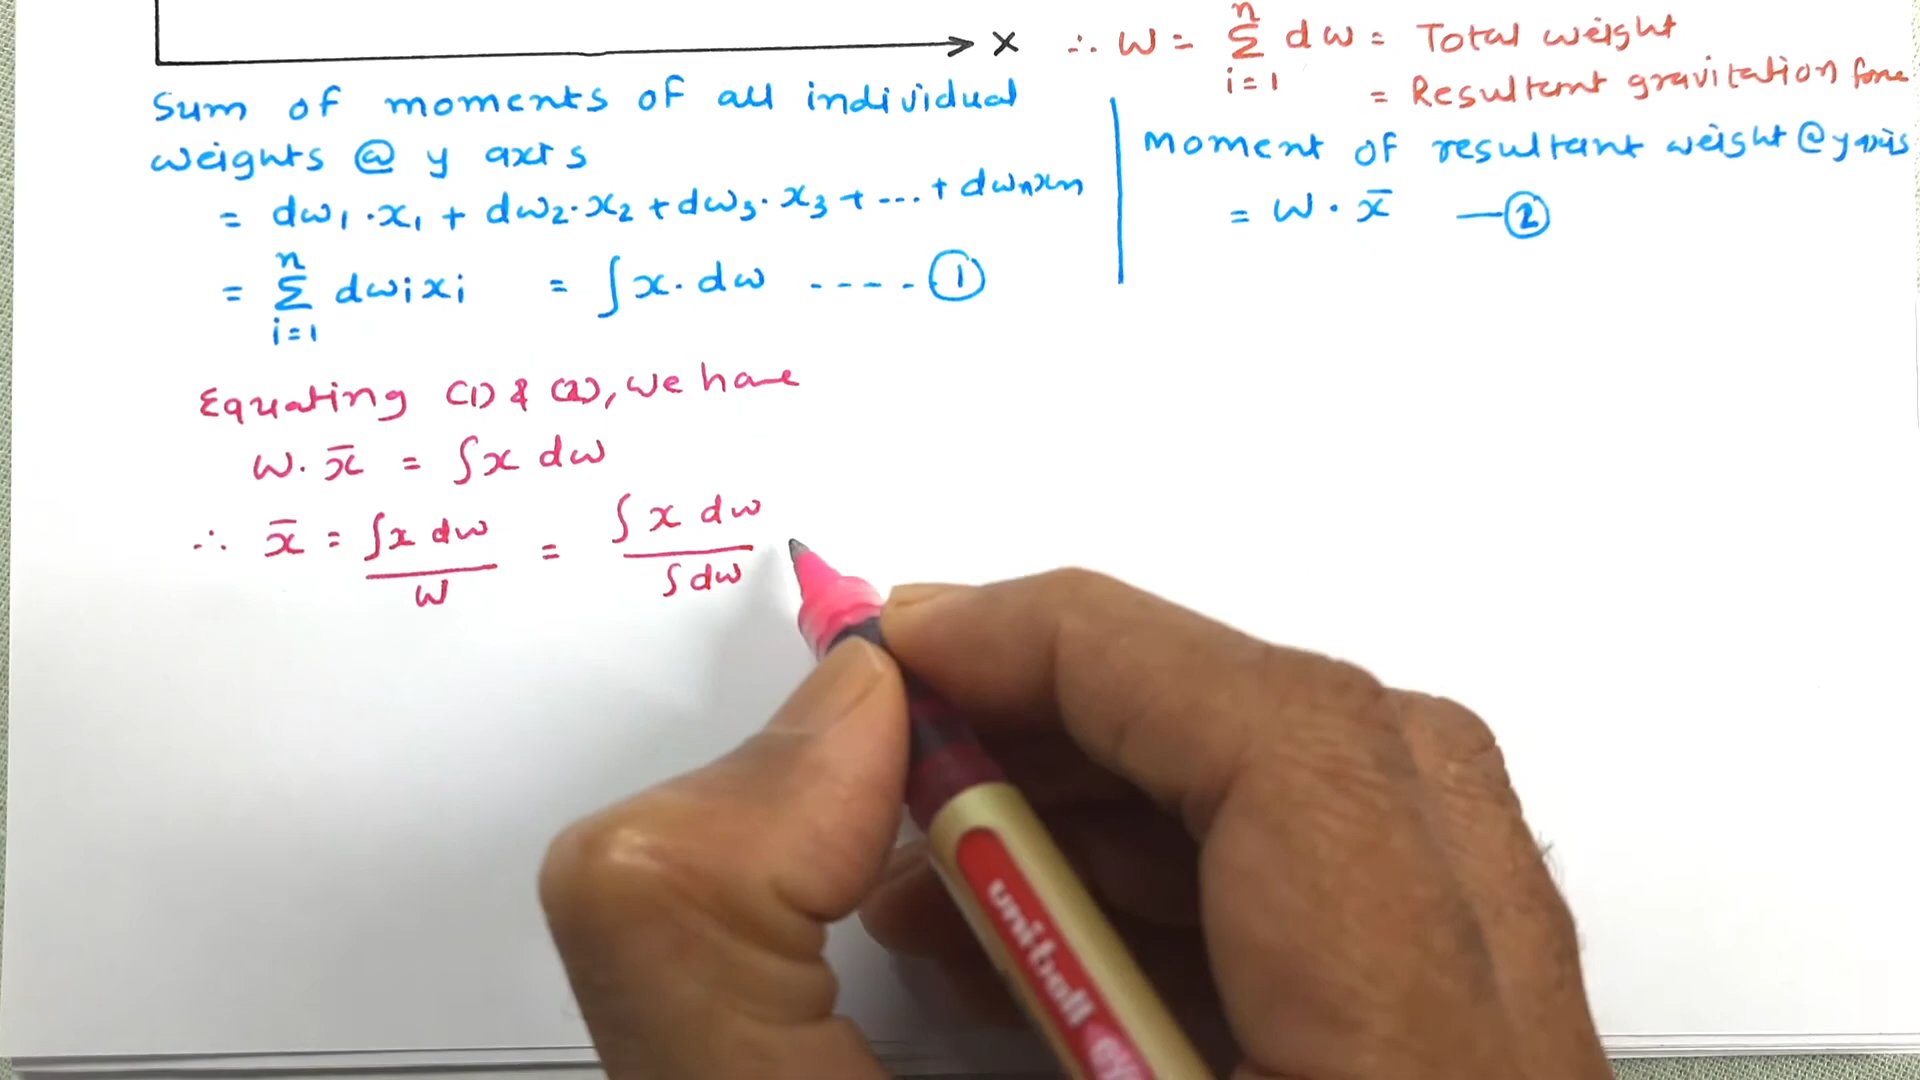 X
∴ W = Σ dw = Total weight
n
i=1
= Resultant gravitation force
Sum of moments of all individual
weights @ y axis
= dw₁·x₁ + dw₂·x₂ + dw₃·x₃ + ... + dwₙxₙ
n
= Σ dwᵢxᵢ = ∫x·dw ---- ①
i=1
Moment of resultant weight @ y axis
= W·x̄ —②
Equating (1) & (2), we have
W·x̄ = ∫x dw
∴ x̄ = ∫x dw / W = ∫x dw / ∫dw
uniball eye